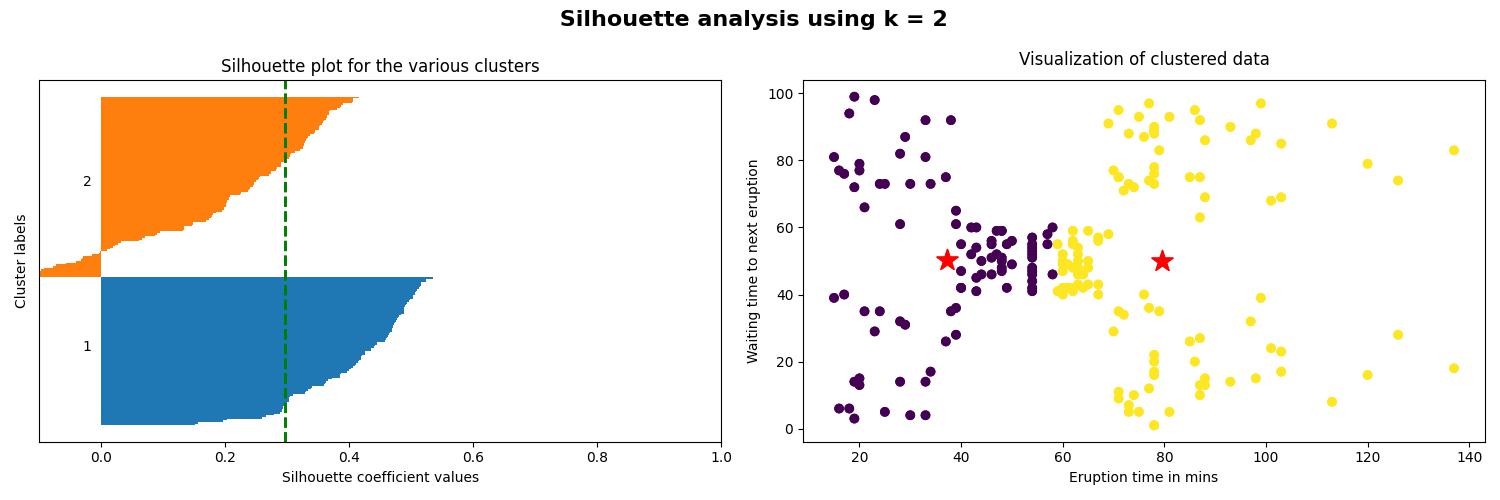 Silhouette analysis using k = 2
Silhouette plot for the various clusters
Cluster labels
2
1
0.0 0.2 0.4 0.6 0.8 1.0
Silhouette coefficient values
Visualization of clustered data
Waiting time to next eruption
100
80
60
40
20
0
20 40 60 80 100 120 140
Eruption time in mins